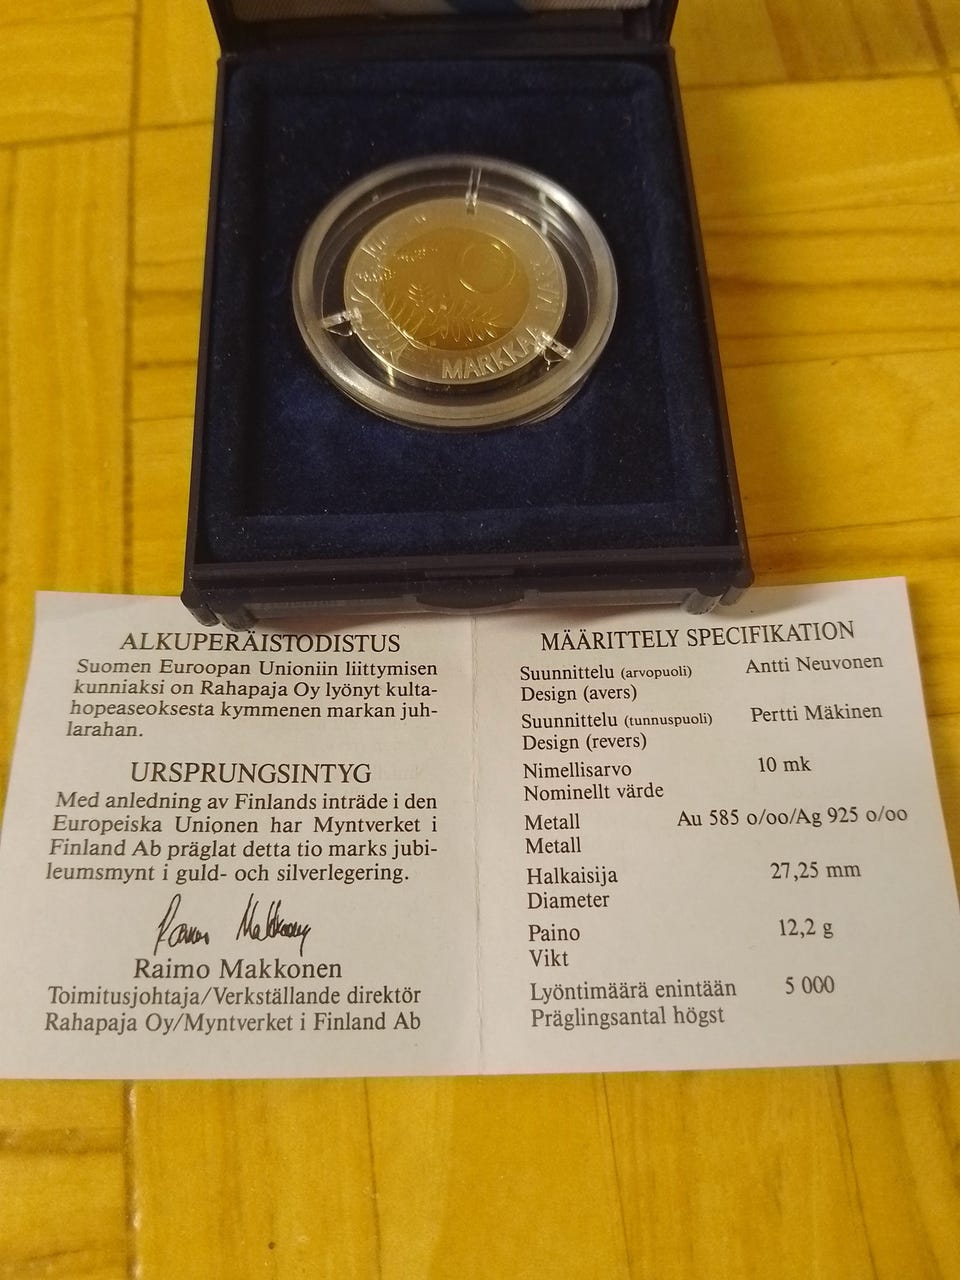 10
MARKKAA
ALKUPERÄISTODISTUS
Suomen Euroopan Unioniin liittymisen
kunniaksi on Rahapaja Oy lyönyt kulta-
hopeaseoksesta kymmenen markan juh-
larahan.
URSPRUNGSINTYG
Med anledning av Finlands inträde i den
Europeiska Unionen har Myntverket i
Finland Ab präglat detta tio marks jubi-
leumsmynt i guld- och silverlegering.
Raimo Makkonen
Toimitusjohtaja/Verkställande direktör
Rahapaja Oy/Myntverket i Finland Ab
MÄÄRITTELY SPECIFIKATION
Suunnittelu (arvopuoli) Antti Neuvonen
Design (avers)
Suunnittelu (tunnuspuoli) Pertti Mäkinen
Design (revers)
Nimellisarvo 10 mk
Nominellt värde
Metall Au 585 o/oo/Ag 925 o/oo
Metall
Halkaisija 27,25 mm
Diameter
Paino 12,2 g
Vikt
Lyöntimäärä enintään 5 000
Präglingsantal högst